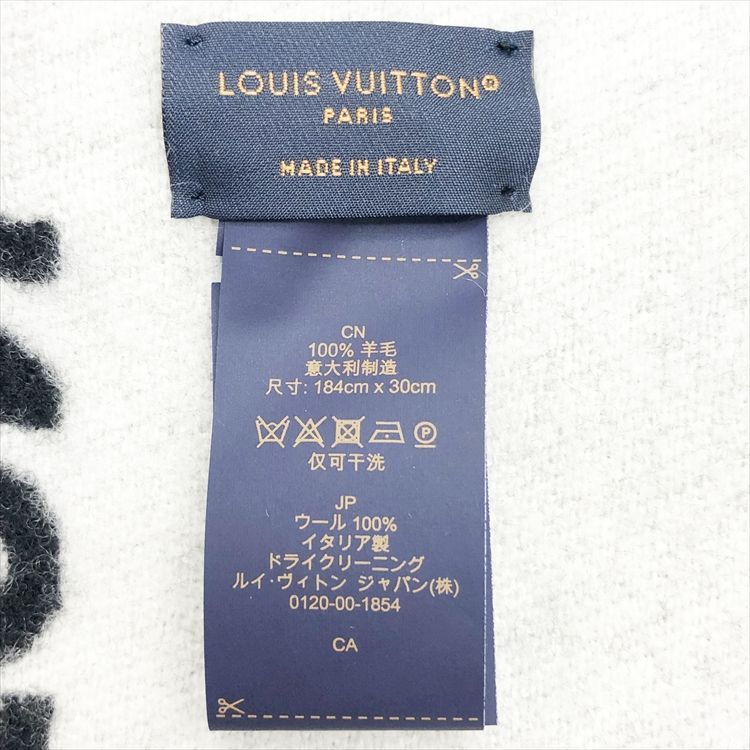 LOUIS VUITTON®
PARIS
MADE IN ITALY
CN
100% 羊毛
意大利制造
尺寸: 184cm x 30cm
P
仅可干洗
JP
ウール 100%
イタリア製
ドライクリーニング
ルイ・ヴィトン ジャパン(株)
0120-00-1854
CA